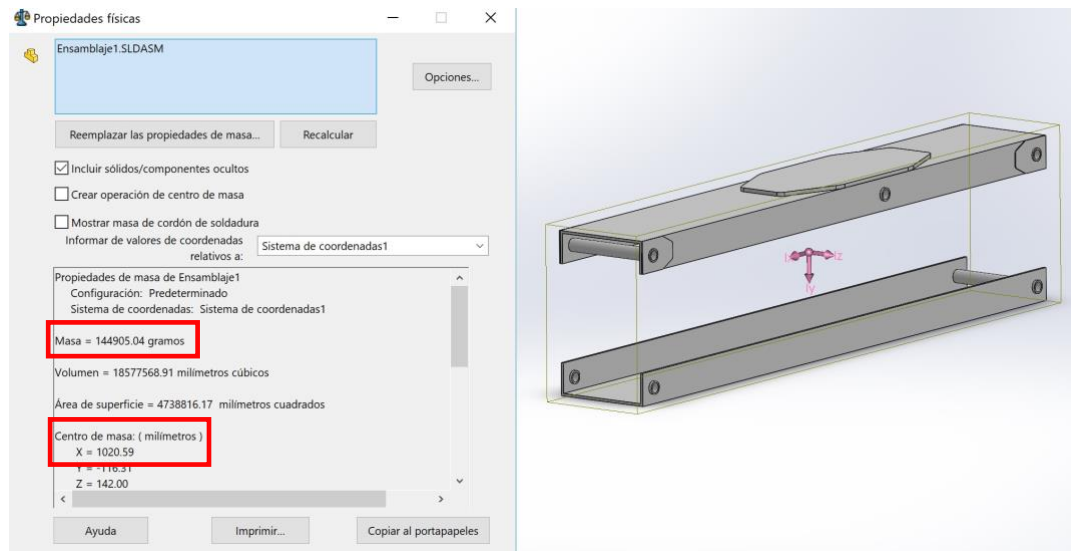 Propiedades físicas
Ensamblaje1.SLDASM
Opciones...
Reemplazar las propiedades de masa...
Recalcular
Incluir sólidos/componentes ocultos
Crear operación de centro de masa
Mostrar masa de cordón de soldadura
Informar de valores de coordenadas
relativos a:
Sistema de coordenadas1
Propiedades de masa de Ensamblaje1
Configuración: Predeterminado
Sistema de coordenadas: Sistema de coordenadas1
Masa = 144905.04 gramos
Volumen = 18577568.91 milímetros cúbicos
Área de superficie = 4738816.17 milímetros cuadrados
Centro de masa: ( milímetros )
X = 1020.59
Y = -116.31
Z = 142.00
Ayuda
Imprimir...
Copiar al portapapeles
Iz
Iy